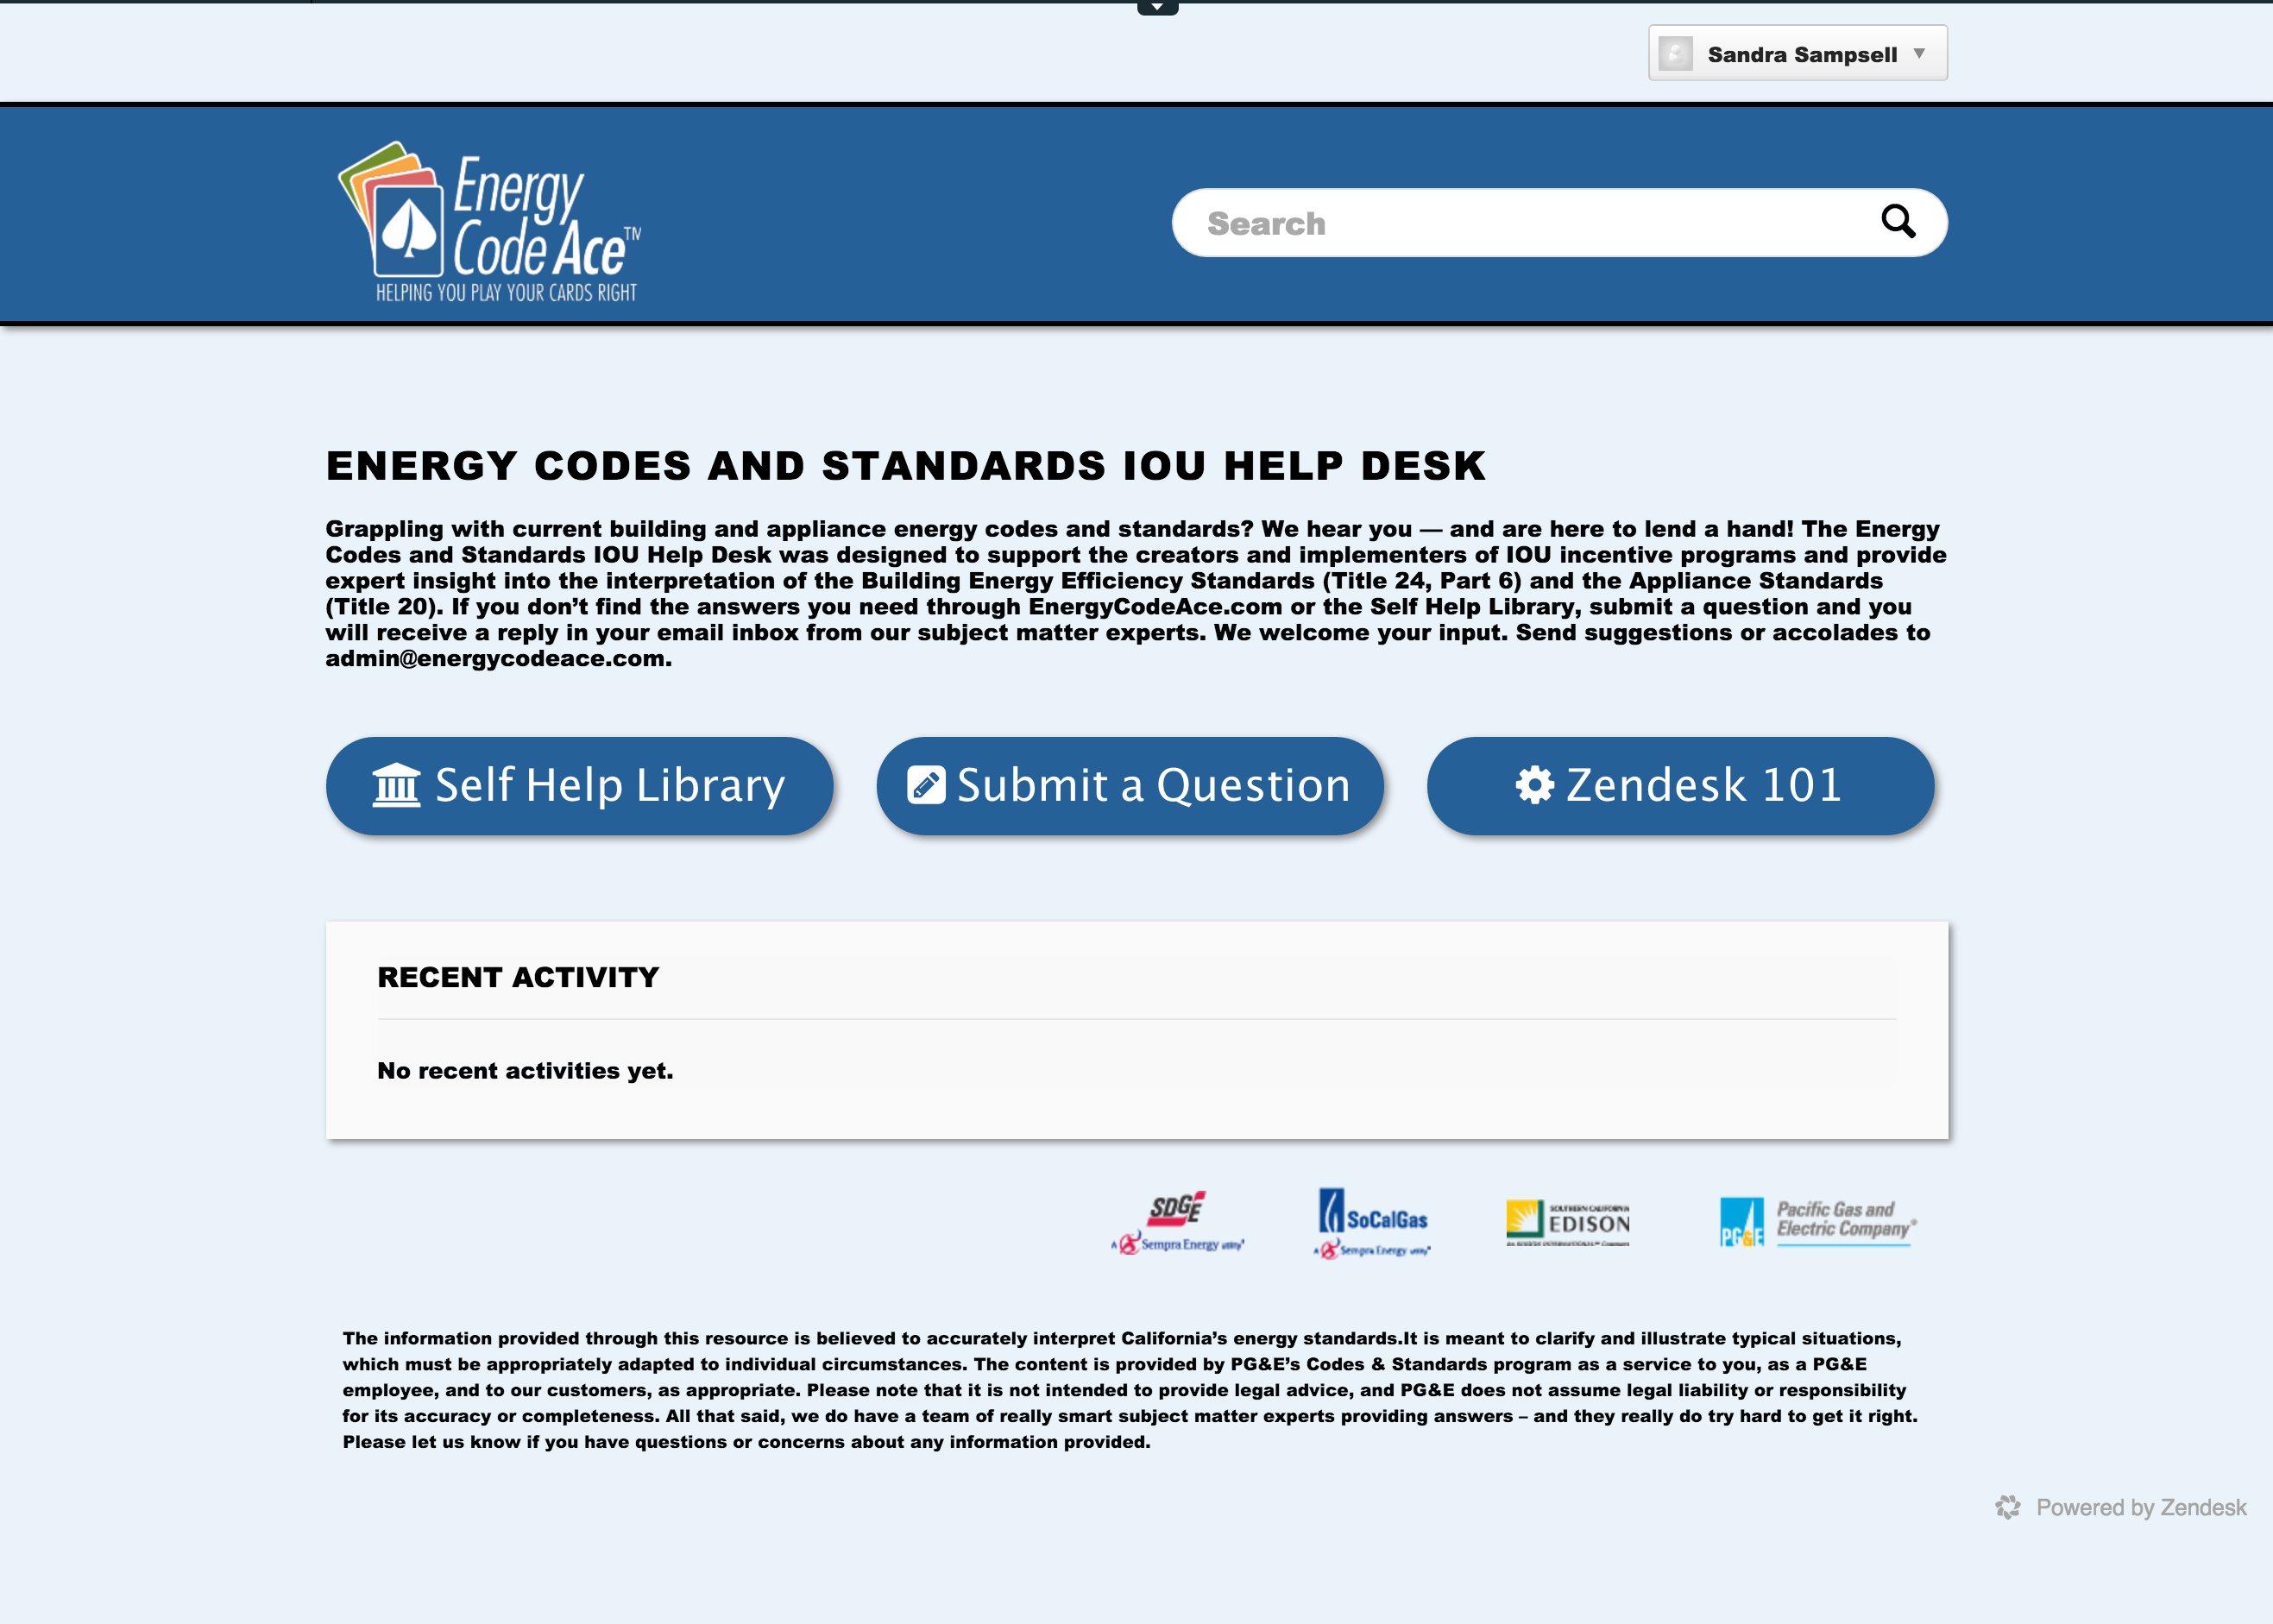 Sandra Sampsell
Energy
Code Ace™
HELPING YOU PLAY YOUR CARDS RIGHT
Search
ENERGY CODES AND STANDARDS IOU HELP DESK
Grappling with current building and appliance energy codes and standards? We hear you — and are here to lend a hand! The Energy
Codes and Standards IOU Help Desk was designed to support the creators and implementers of IOU incentive programs and provide
expert insight into the interpretation of the Building Energy Efficiency Standards (Title 24, Part 6) and the Appliance Standards
(Title 20). If you don’t find the answers you need through EnergyCodeAce.com or the Self Help Library, submit a question and you
will receive a reply in your email inbox from our subject matter experts. We welcome your input. Send suggestions or accolades to
admin@energycodeace.com.
Self Help Library
Submit a Question
Zendesk 101
RECENT ACTIVITY
No recent activities yet.
SDGE
A Sempra Energy utility®
SoCalGas
A Sempra Energy utility®
SOUTHERN CALIFORNIA
EDISON
An EDISON INTERNATIONAL® Company
PG&E
Pacific Gas and
Electric Company®
The information provided through this resource is believed to accurately interpret California’s energy standards.It is meant to clarify and illustrate typical situations,
which must be appropriately adapted to individual circumstances. The content is provided by PG&E’s Codes & Standards program as a service to you, as a PG&E
employee, and to our customers, as appropriate. Please note that it is not intended to provide legal advice, and PG&E does not assume legal liability or responsibility
for its accuracy or completeness. All that said, we do have a team of really smart subject matter experts providing answers – and they really do try hard to get it right.
Please let us know if you have questions or concerns about any information provided.
Powered by Zendesk